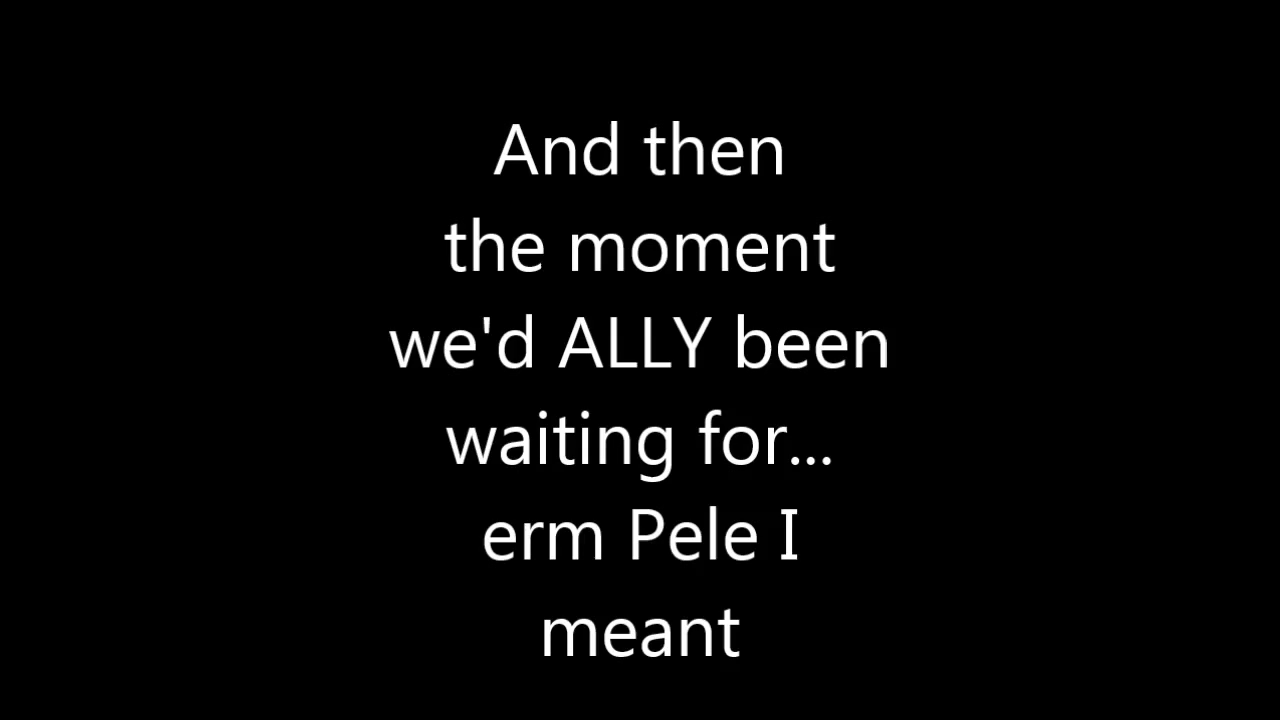 And then
the moment
we'd ALLY been
waiting for...
erm Pele I
meant